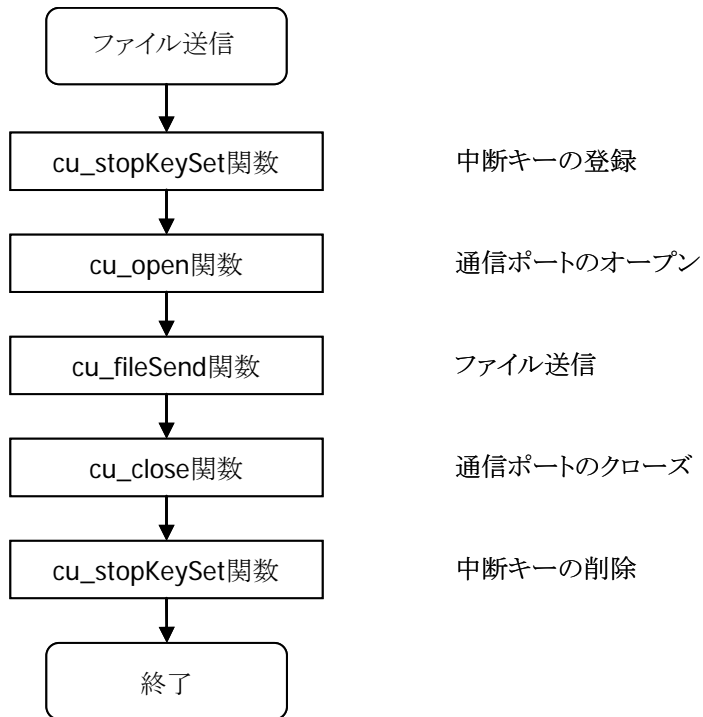 ファイル送信
cu_stopKeySet関数 中断キーの登録
cu_open関数 通信ポートのオープン
cu_fileSend関数 ファイル送信
cu_close関数 通信ポートのクローズ
cu_stopKeySet関数 中断キーの削除
終了